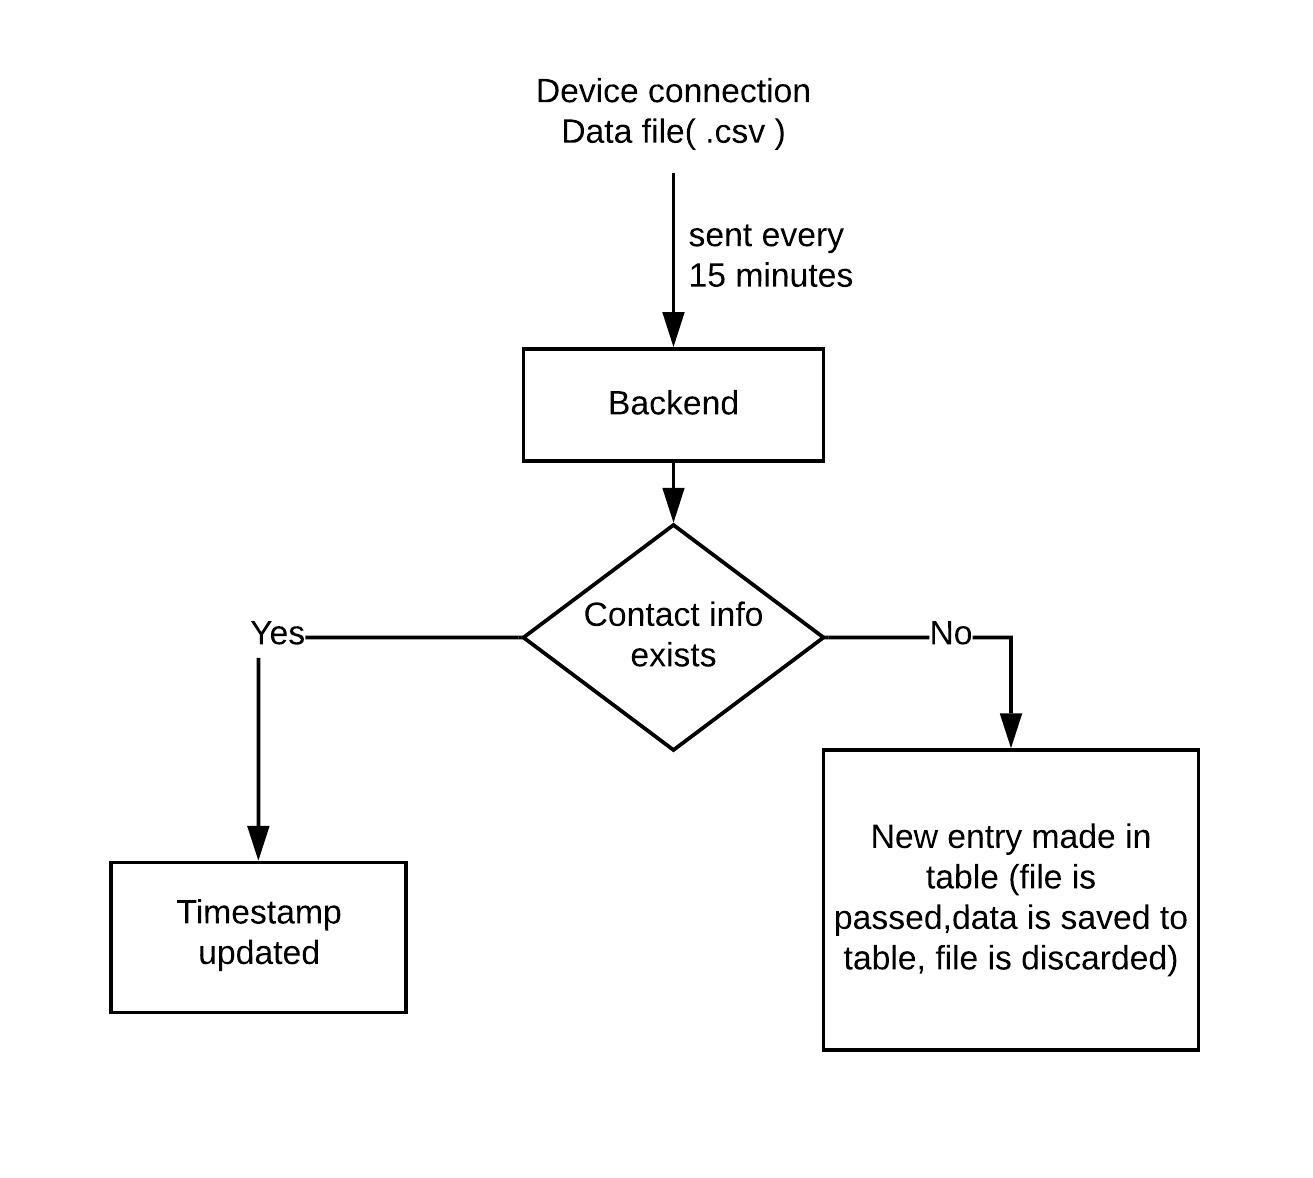 Device connection
Data file( .csv )
sent every
15 minutes
Backend
Contact info
exists
Yes
No
New entry made in
table (file is
passed,data is saved to
table, file is discarded)
Timestamp
updated